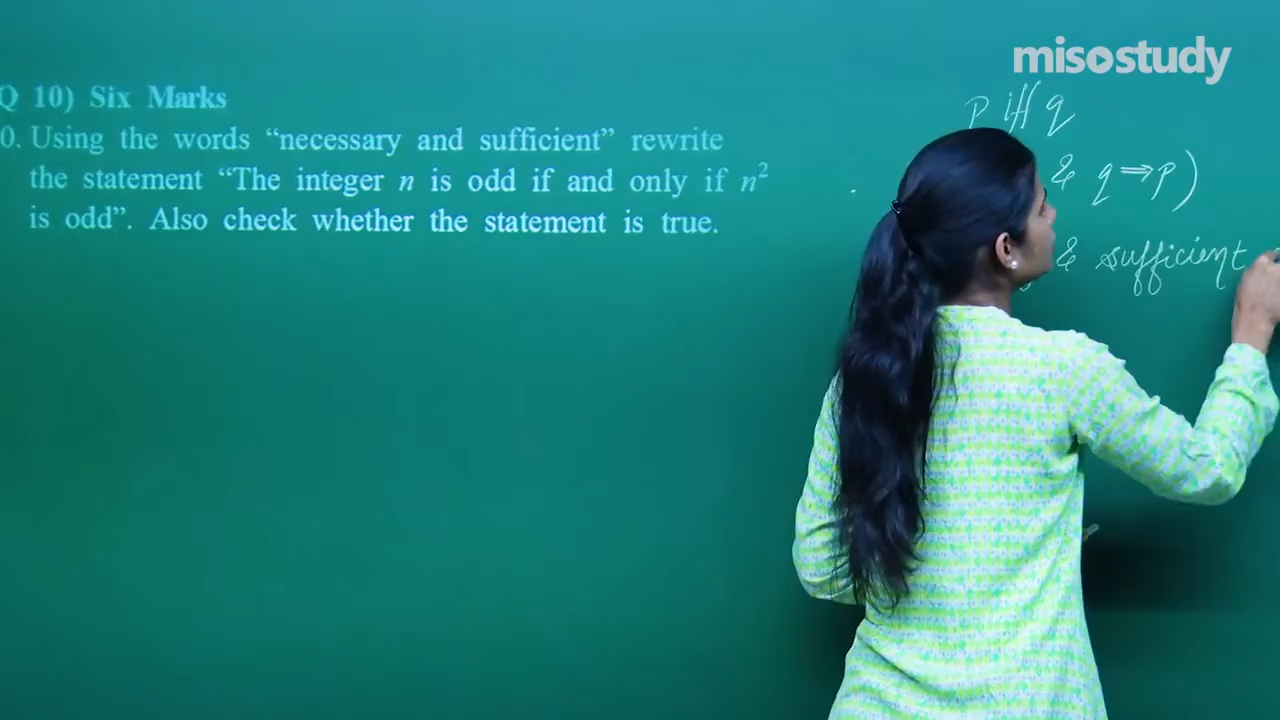 misostudy
Q 10) Six Marks
0. Using the words “necessary and sufficient” rewrite
the statement “The integer n is odd if and only if n²
is odd”. Also check whether the statement is true.
p iff q
& q ⇒ p)
& sufficient